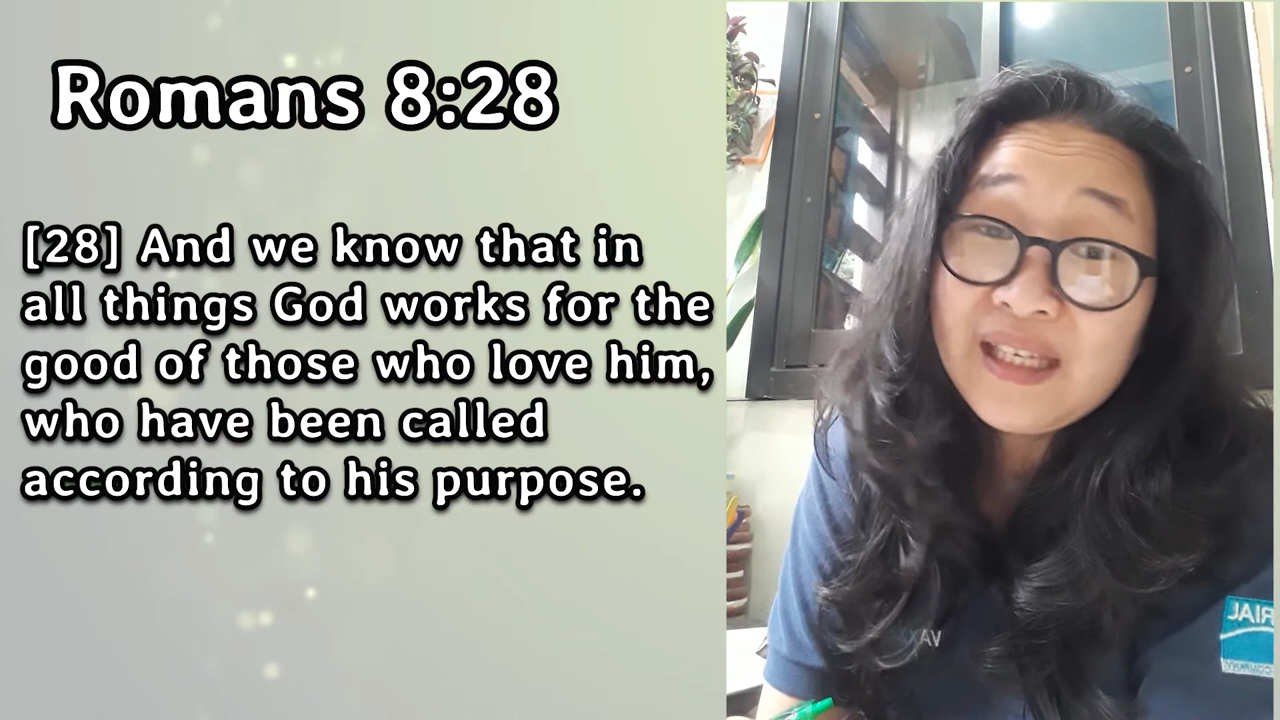 Romans 8:28
[28] And we know that in
all things God works for the
good of those who love him,
who have been called
according to his purpose.